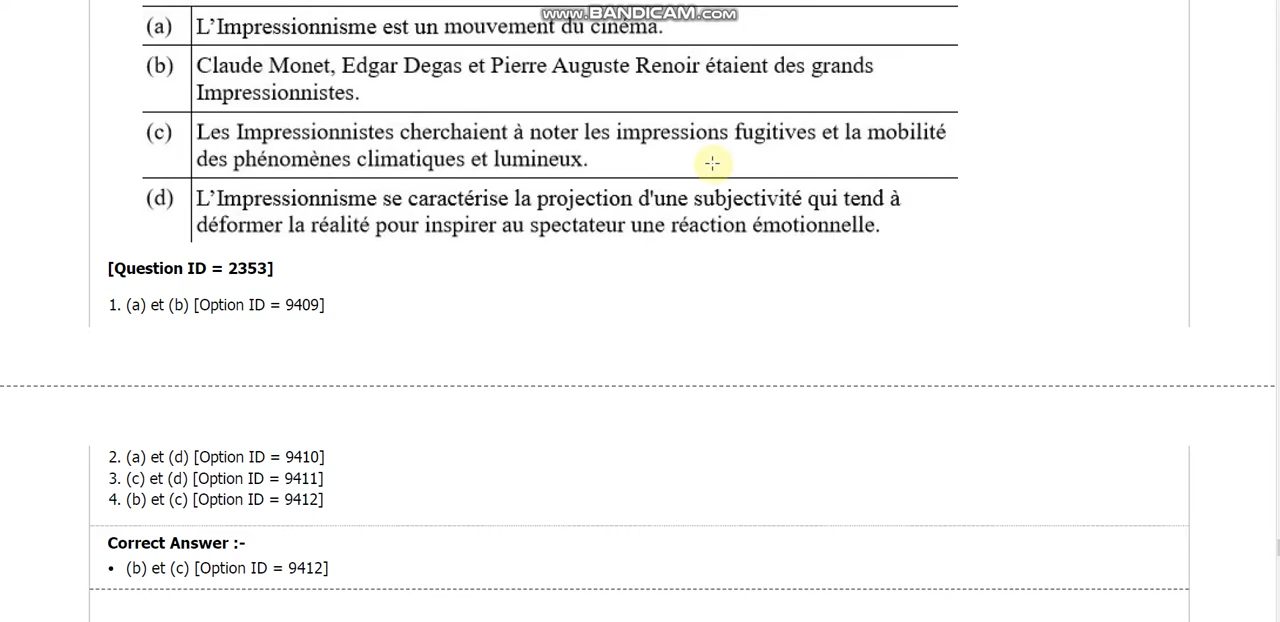 www.BANDICAM.com
(a) L’Impressionnisme est un mouvement du cinéma.
(b) Claude Monet, Edgar Degas et Pierre Auguste Renoir étaient des grands
Impressionnistes.
(c) Les Impressionnistes cherchaient à noter les impressions fugitives et la mobilité
des phénomènes climatiques et lumineux.
(d) L’Impressionnisme se caractérise la projection d'une subjectivité qui tend à
déformer la réalité pour inspirer au spectateur une réaction émotionnelle.
[Question ID = 2353]
1. (a) et (b) [Option ID = 9409]
2. (a) et (d) [Option ID = 9410]
3. (c) et (d) [Option ID = 9411]
4. (b) et (c) [Option ID = 9412]
Correct Answer :-
• (b) et (c) [Option ID = 9412]